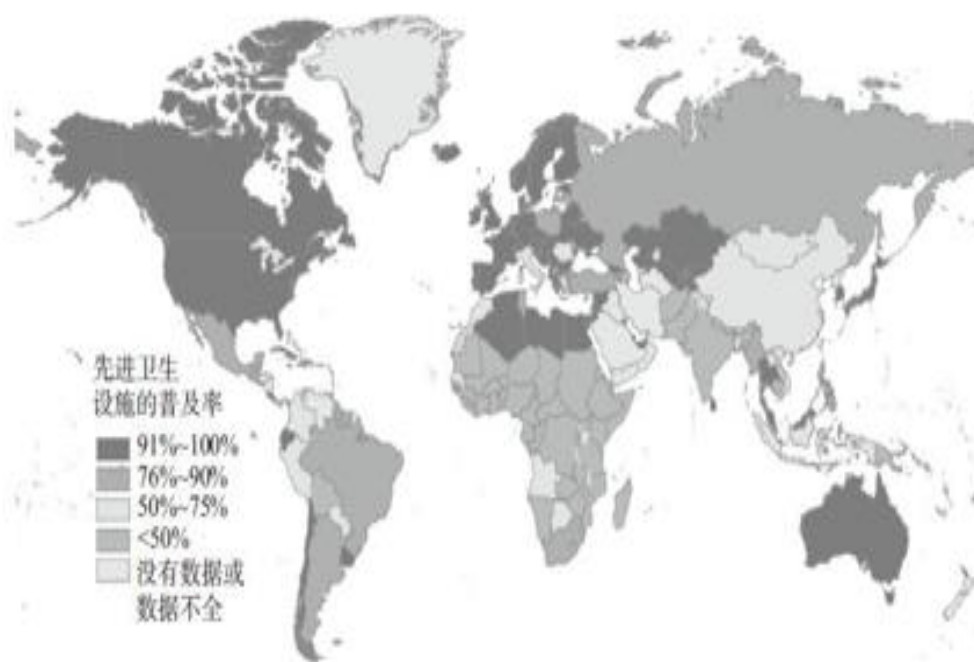 先进卫生
设施的普及率
91%~100%
76%~90%
50%~75%
<50%
没有数据或
数据不全